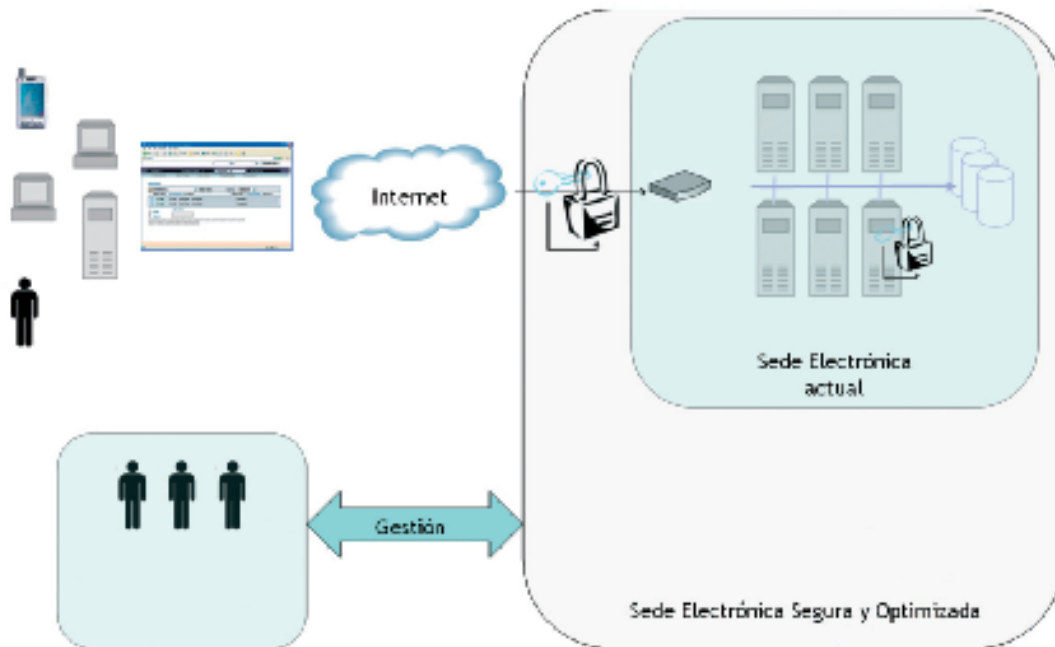 Internet
Sede Electrónica
actual
Gestión
Sede Electrónica Segura y Optimizada